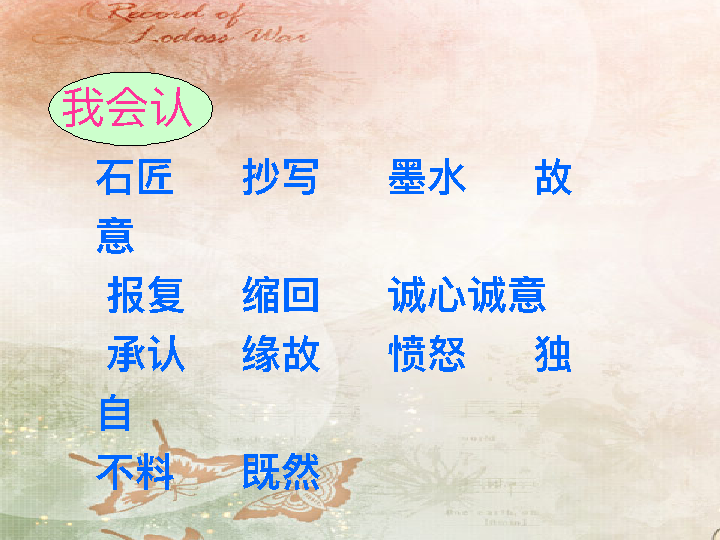 Record of
Lodoss War
我会认
石匠 抄写 墨水 故
意
报复 缩回 诚心诚意
承认 缘故 愤怒 独
自
不料 既然